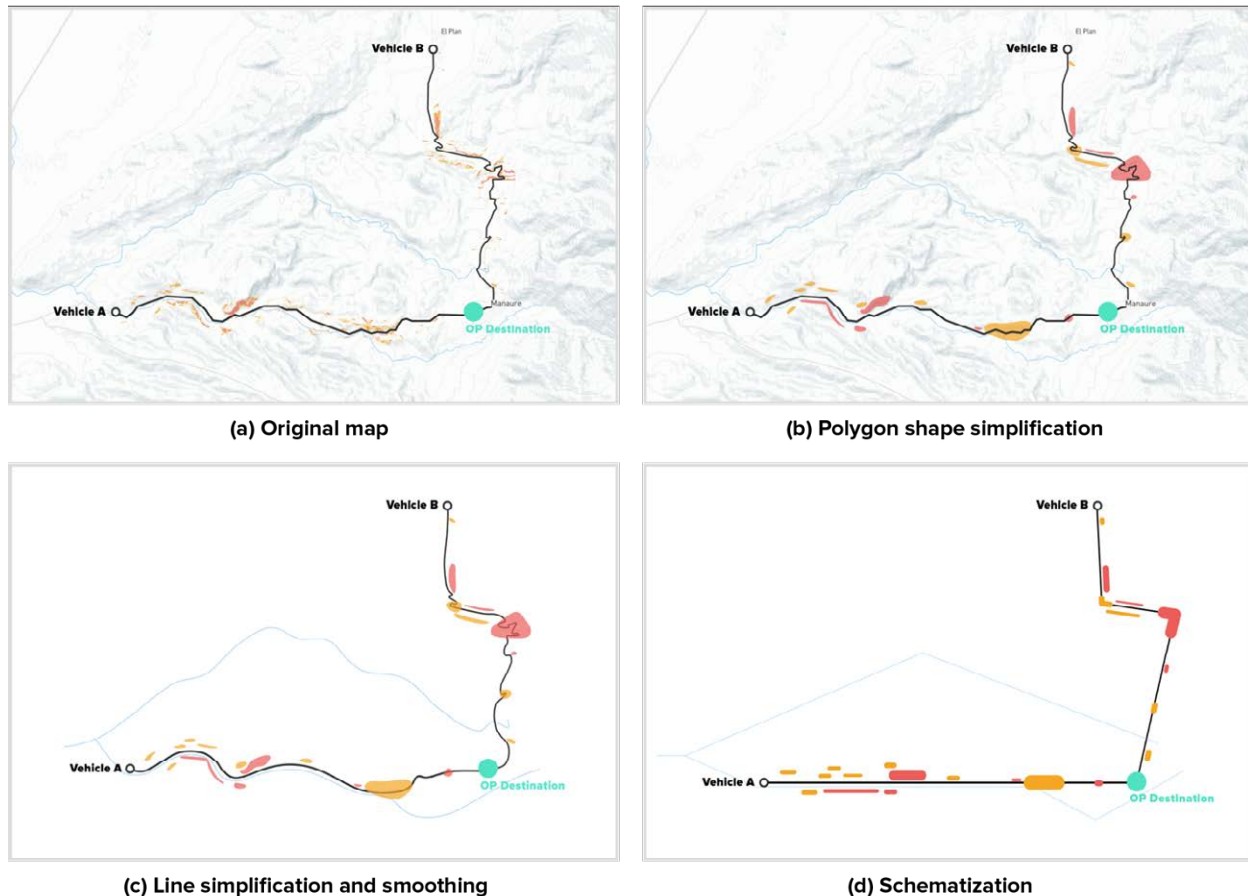 El Plan
Vehicle B
Manaure
Vehicle A
OP Destination
(a) Original map
El Plan
Vehicle B
Manaure
Vehicle A
OP Destination
(b) Polygon shape simplification
Vehicle B
Vehicle A
OP Destination
(c) Line simplification and smoothing
Vehicle B
Vehicle A
OP Destination
(d) Schematization